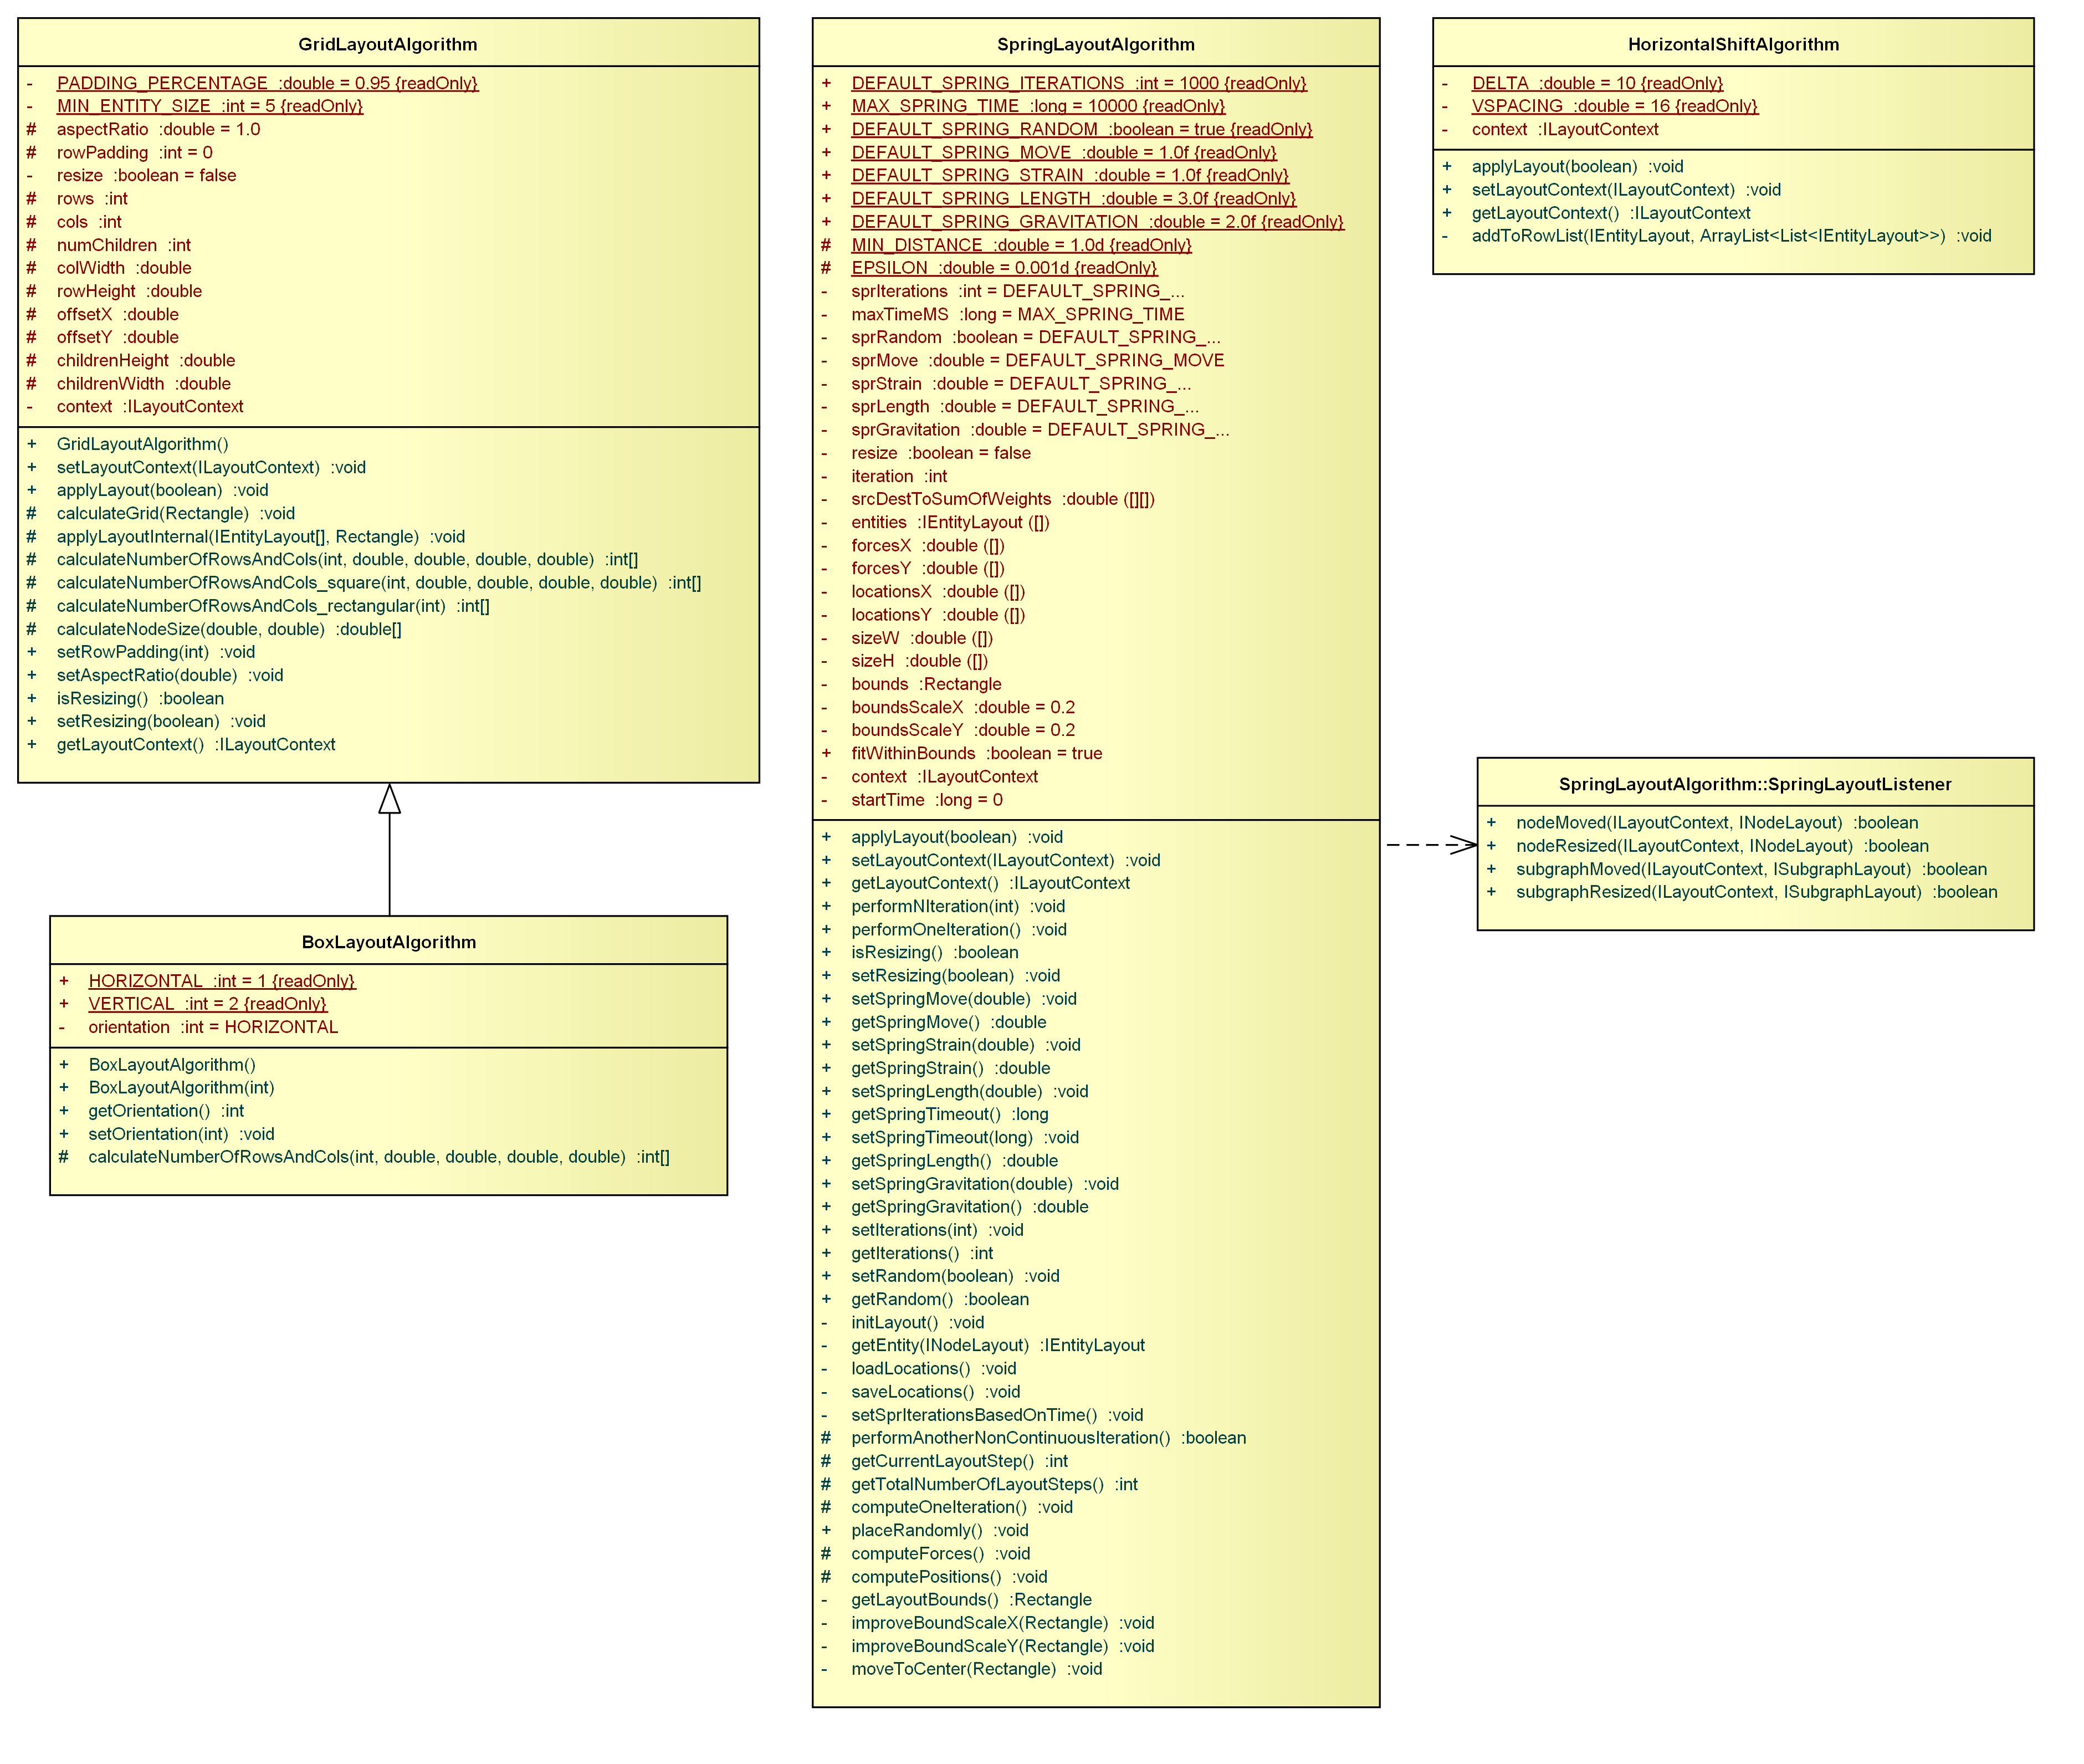 GridLayoutAlgorithm
- PADDING_PERCENTAGE :double = 0.95 {readOnly}
- MIN_ENTITY_SIZE :int = 5 {readOnly}
# aspectRatio :double = 1.0
# rowPadding :int = 0
- resize :boolean = false
# rows :int
# cols :int
# numChildren :int
# colWidth :double
# rowHeight :double
# offsetX :double
# offsetY :double
# childrenHeight :double
# childrenWidth :double
- context :ILayoutContext
+ GridLayoutAlgorithm()
+ setLayoutContext(ILayoutContext) :void
+ applyLayout(boolean) :void
# calculateGrid(Rectangle) :void
# applyLayoutInternal(IEntityLayout[], Rectangle) :void
# calculateNumberOfRowsAndCols(int, double, double, double, double) :int[]
# calculateNumberOfRowsAndCols_square(int, double, double, double, double) :int[]
# calculateNumberOfRowsAndCols_rectangular(int) :int[]
# calculateNodeSize(double, double) :double[]
+ setRowPadding(int) :void
+ setAspectRatio(double) :void
+ isResizing() :boolean
+ setResizing(boolean) :void
+ getLayoutContext() :ILayoutContext
BoxLayoutAlgorithm
+ HORIZONTAL :int = 1 {readOnly}
+ VERTICAL :int = 2 {readOnly}
- orientation :int = HORIZONTAL
+ BoxLayoutAlgorithm()
+ BoxLayoutAlgorithm(int)
+ getOrientation() :int
+ setOrientation(int) :void
# calculateNumberOfRowsAndCols(int, double, double, double, double) :int[]
SpringLayoutAlgorithm
+ DEFAULT_SPRING_ITERATIONS :int = 1000 {readOnly}
+ MAX_SPRING_TIME :long = 10000 {readOnly}
+ DEFAULT_SPRING_RANDOM :boolean = true {readOnly}
+ DEFAULT_SPRING_MOVE :double = 1.0f {readOnly}
+ DEFAULT_SPRING_STRAIN :double = 1.0f {readOnly}
+ DEFAULT_SPRING_LENGTH :double = 3.0f {readOnly}
+ DEFAULT_SPRING_GRAVITATION :double = 2.0f {readOnly}
# MIN_DISTANCE :double = 1.0d {readOnly}
# EPSILON :double = 0.001d {readOnly}
- sprIterations :int = DEFAULT_SPRING_...
- maxTimeMS :long = MAX_SPRING_TIME
- sprRandom :boolean = DEFAULT_SPRING_...
- sprMove :double = DEFAULT_SPRING_MOVE
- sprStrain :double = DEFAULT_SPRING_...
- sprLength :double = DEFAULT_SPRING_...
- sprGravitation :double = DEFAULT_SPRING_...
- resize :boolean = false
- iteration :int
- srcDestToSumOfWeights :double ([][])
- entities :IEntityLayout ([])
- forcesX :double ([])
- forcesY :double ([])
- locationsX :double ([])
- locationsY :double ([])
- sizeW :double ([])
- sizeH :double ([])
- bounds :Rectangle
- boundsScaleX :double = 0.2
- boundsScaleY :double = 0.2
+ fitWithinBounds :boolean = true
- context :ILayoutContext
- startTime :long = 0
+ applyLayout(boolean) :void
+ setLayoutContext(ILayoutContext) :void
+ getLayoutContext() :ILayoutContext
+ performNIteration(int) :void
+ performOneIteration() :void
+ isResizing() :boolean
+ setResizing(boolean) :void
+ setSpringMove(double) :void
+ getSpringMove() :double
+ setSpringStrain(double) :void
+ getSpringStrain() :double
+ setSpringLength(double) :void
+ getSpringTimeout() :long
+ setSpringTimeout(long) :void
+ getSpringLength() :double
+ setSpringGravitation(double) :void
+ getSpringGravitation() :double
+ setIterations(int) :void
+ getIterations() :int
+ setRandom(boolean) :void
+ getRandom() :boolean
- initLayout() :void
- getEntity(INodeLayout) :IEntityLayout
- loadLocations() :void
- saveLocations() :void
- setSprIterationsBasedOnTime() :void
# performAnotherNonContinuousIteration() :boolean
# getCurrentLayoutStep() :int
# getTotalNumberOfLayoutSteps() :int
# computeOneIteration() :void
+ placeRandomly() :void
# computeForces() :void
# computePositions() :void
- getLayoutBounds() :Rectangle
- improveBoundScaleX(Rectangle) :void
- improveBoundScaleY(Rectangle) :void
- moveToCenter(Rectangle) :void
HorizontalShiftAlgorithm
- DELTA :double = 10 {readOnly}
- VSPACING :double = 16 {readOnly}
- context :ILayoutContext
+ applyLayout(boolean) :void
+ setLayoutContext(ILayoutContext) :void
+ getLayoutContext() :ILayoutContext
- addToRowList(IEntityLayout, ArrayList<List<IEntityLayout>>) :void
SpringLayoutAlgorithm::SpringLayoutListener
+ nodeMoved(ILayoutContext, INodeLayout) :boolean
+ nodeResized(ILayoutContext, INodeLayout) :boolean
+ subgraphMoved(ILayoutContext, ISubgraphLayout) :boolean
+ subgraphResized(ILayoutContext, ISubgraphLayout) :boolean